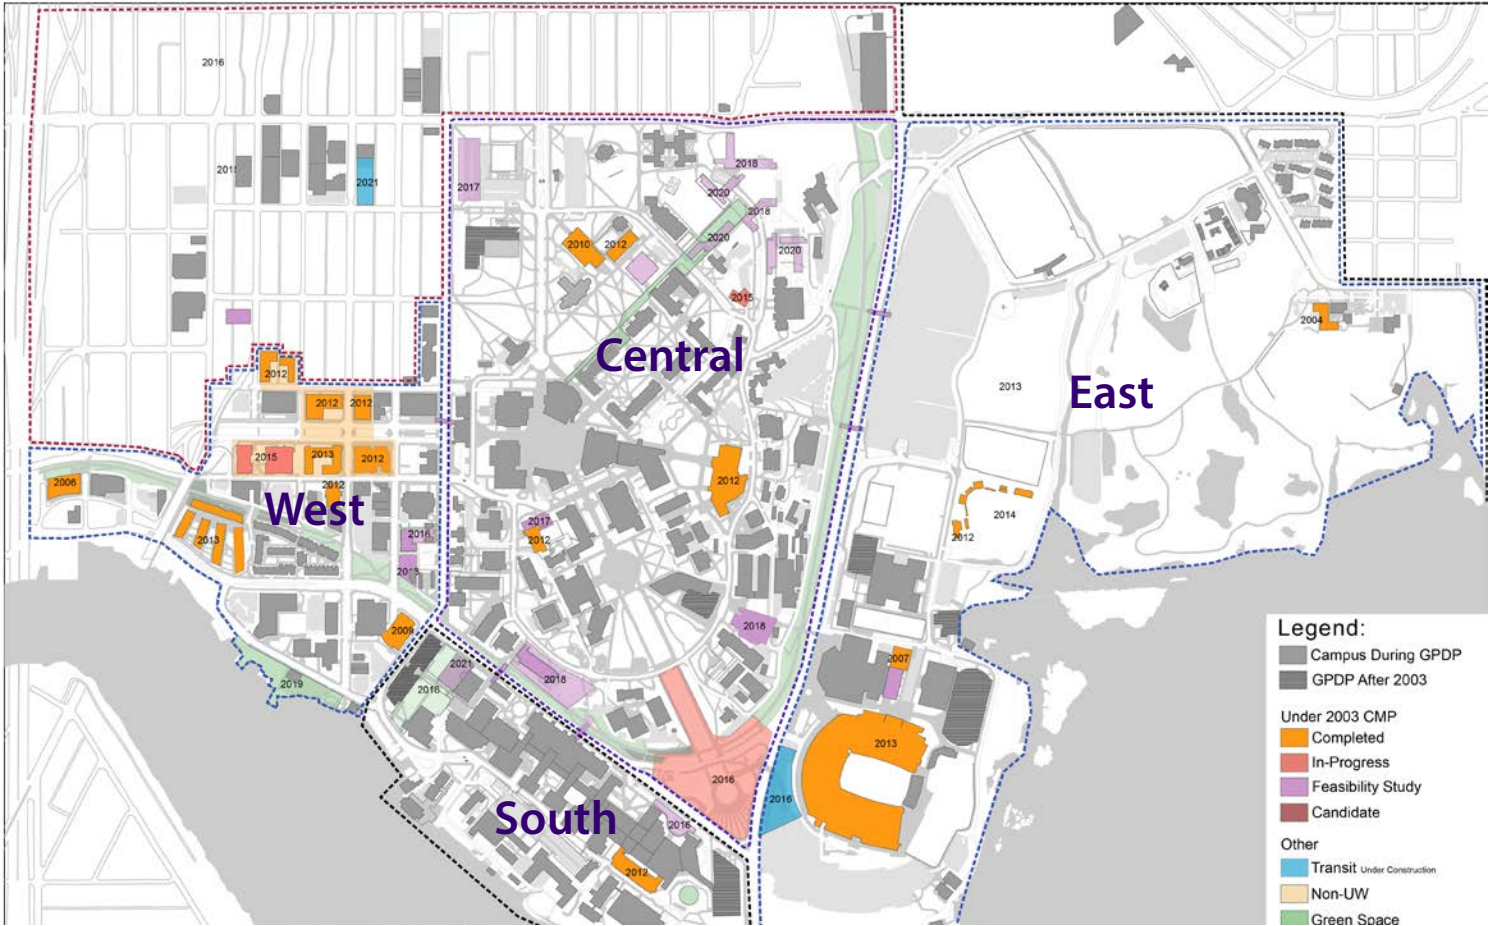 2016
2015
2021
2017
2018
2020
2018
2020
2020
2010
2012
2015
2004
Central
2013
East
2012
2012
2012
2015
2013
2012
2006
2012
West
2012
2014
2012
2013
2017
2012
2016
2013
2009
2018
2007
2021
2018
2019
2016
2013
2016
2016
South
2016
2012
Legend:
Campus During GPDP
GPDP After 2003
Under 2003 CMP
Completed
In-Progress
Feasibility Study
Candidate
Other
Transit Under Construction
Non-UW
Green Space